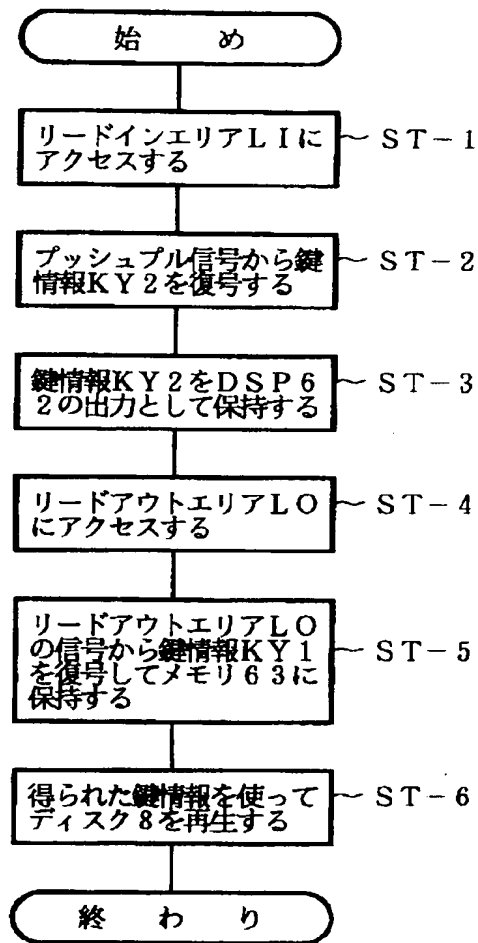 始　め
リードインエリアＬＩに
アクセスする
ＳＴ－１
プッシュプル信号から鍵
情報ＫＹ２を復号する
ＳＴ－２
鍵情報ＫＹ２をＤＳＰ６
２の出力として保持する
ＳＴ－３
リードアウトエリアＬＯ
にアクセスする
ＳＴ－４
リードアウトエリアＬＯ
の信号から鍵情報ＫＹ１
を復号してメモリ６３に
保持する
ＳＴ－５
得られた鍵情報を使って
ディスク８を再生する
ＳＴ－６
終　わ　り